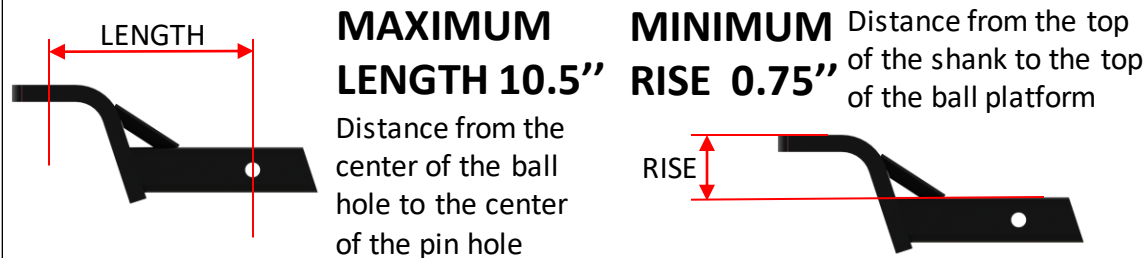 LENGTH
MAXIMUM
LENGTH 10.5’’
Distance from the
center of the ball
hole to the center
of the pin hole
MINIMUM
RISE 0.75’’
Distance from the top
of the shank to the top
of the ball platform
RISE